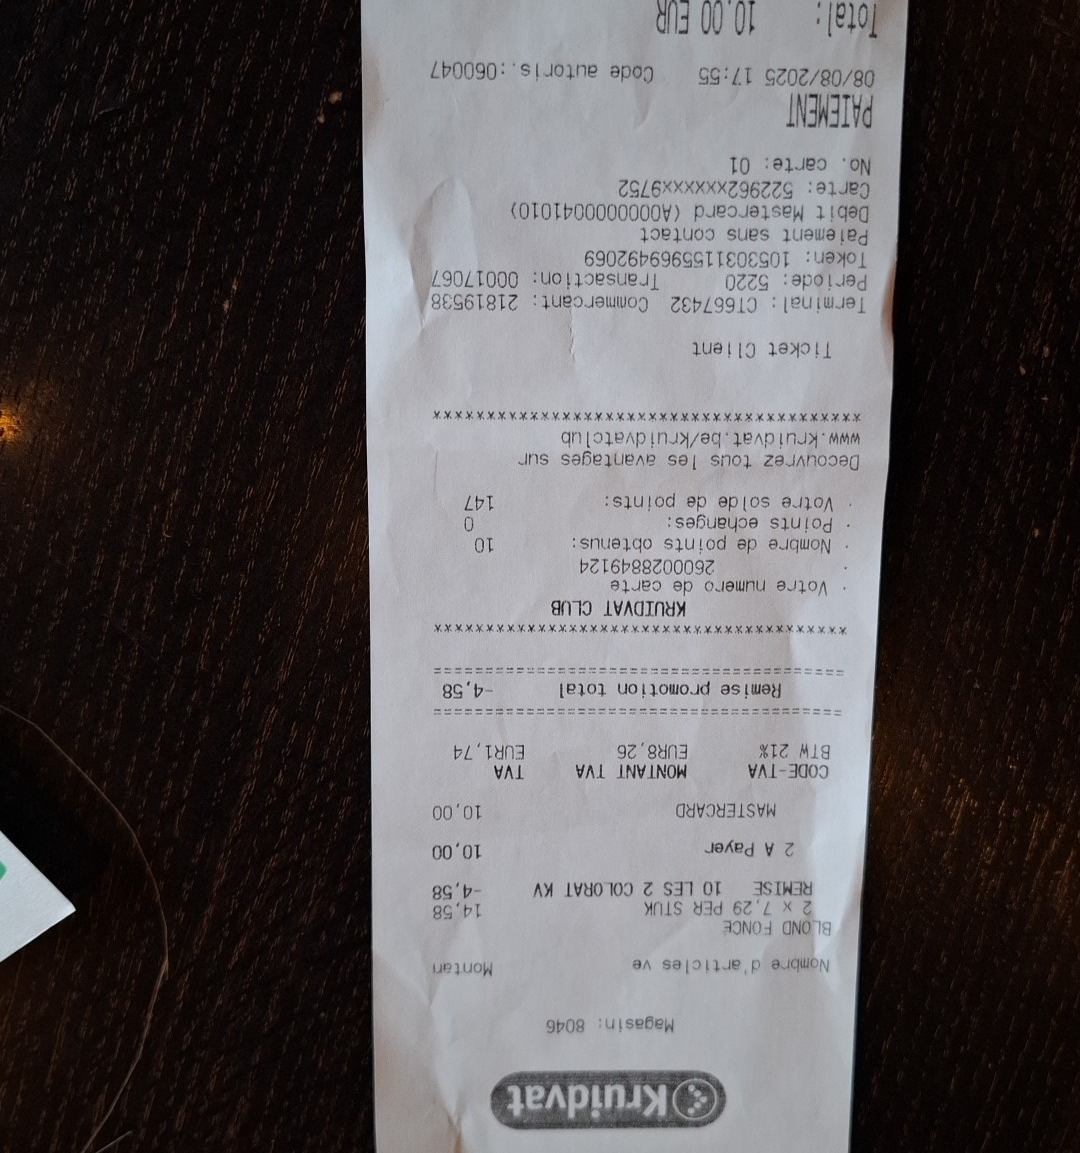 Kruidvat
Magasin: 8046
Nombre d'articles ve Montan
BLOND FONCE
2 x 7,29 PER STUK 14,58
REMISE 10 LES 2 COLORAT KV -4,58
2 A Payer 10,00
MASTERCARD 10,00
CODE-TVA MONTANT TVA TVA
BTW 21% EUR8,26 EUR1,74
========================================
Remise promotion total -4,58
========================================
****************************************
KRUIDVAT CLUB
· Votre numero de carte
· 2600028849124
· Nombre de points obtenus: 10
· Points echanges: 0
· Votre solde de points: 147
Decouvrez tous les avantages sur
www.kruidvat.be/kruidvatclub
****************************************
Ticket Client
Terminal: CT667432 Commercant: 21819538
Periode: 5220 Transaction: 00017067
Token: 1053031155969492069
Paiement sans contact
Debit Mastercard (A0000000041010)
Carte: 522962xxxxxx9752
No. carte: 01
PAIEMENT
08/08/2025 17:55 Code autoris.:060047
Total: 10,00 EUR